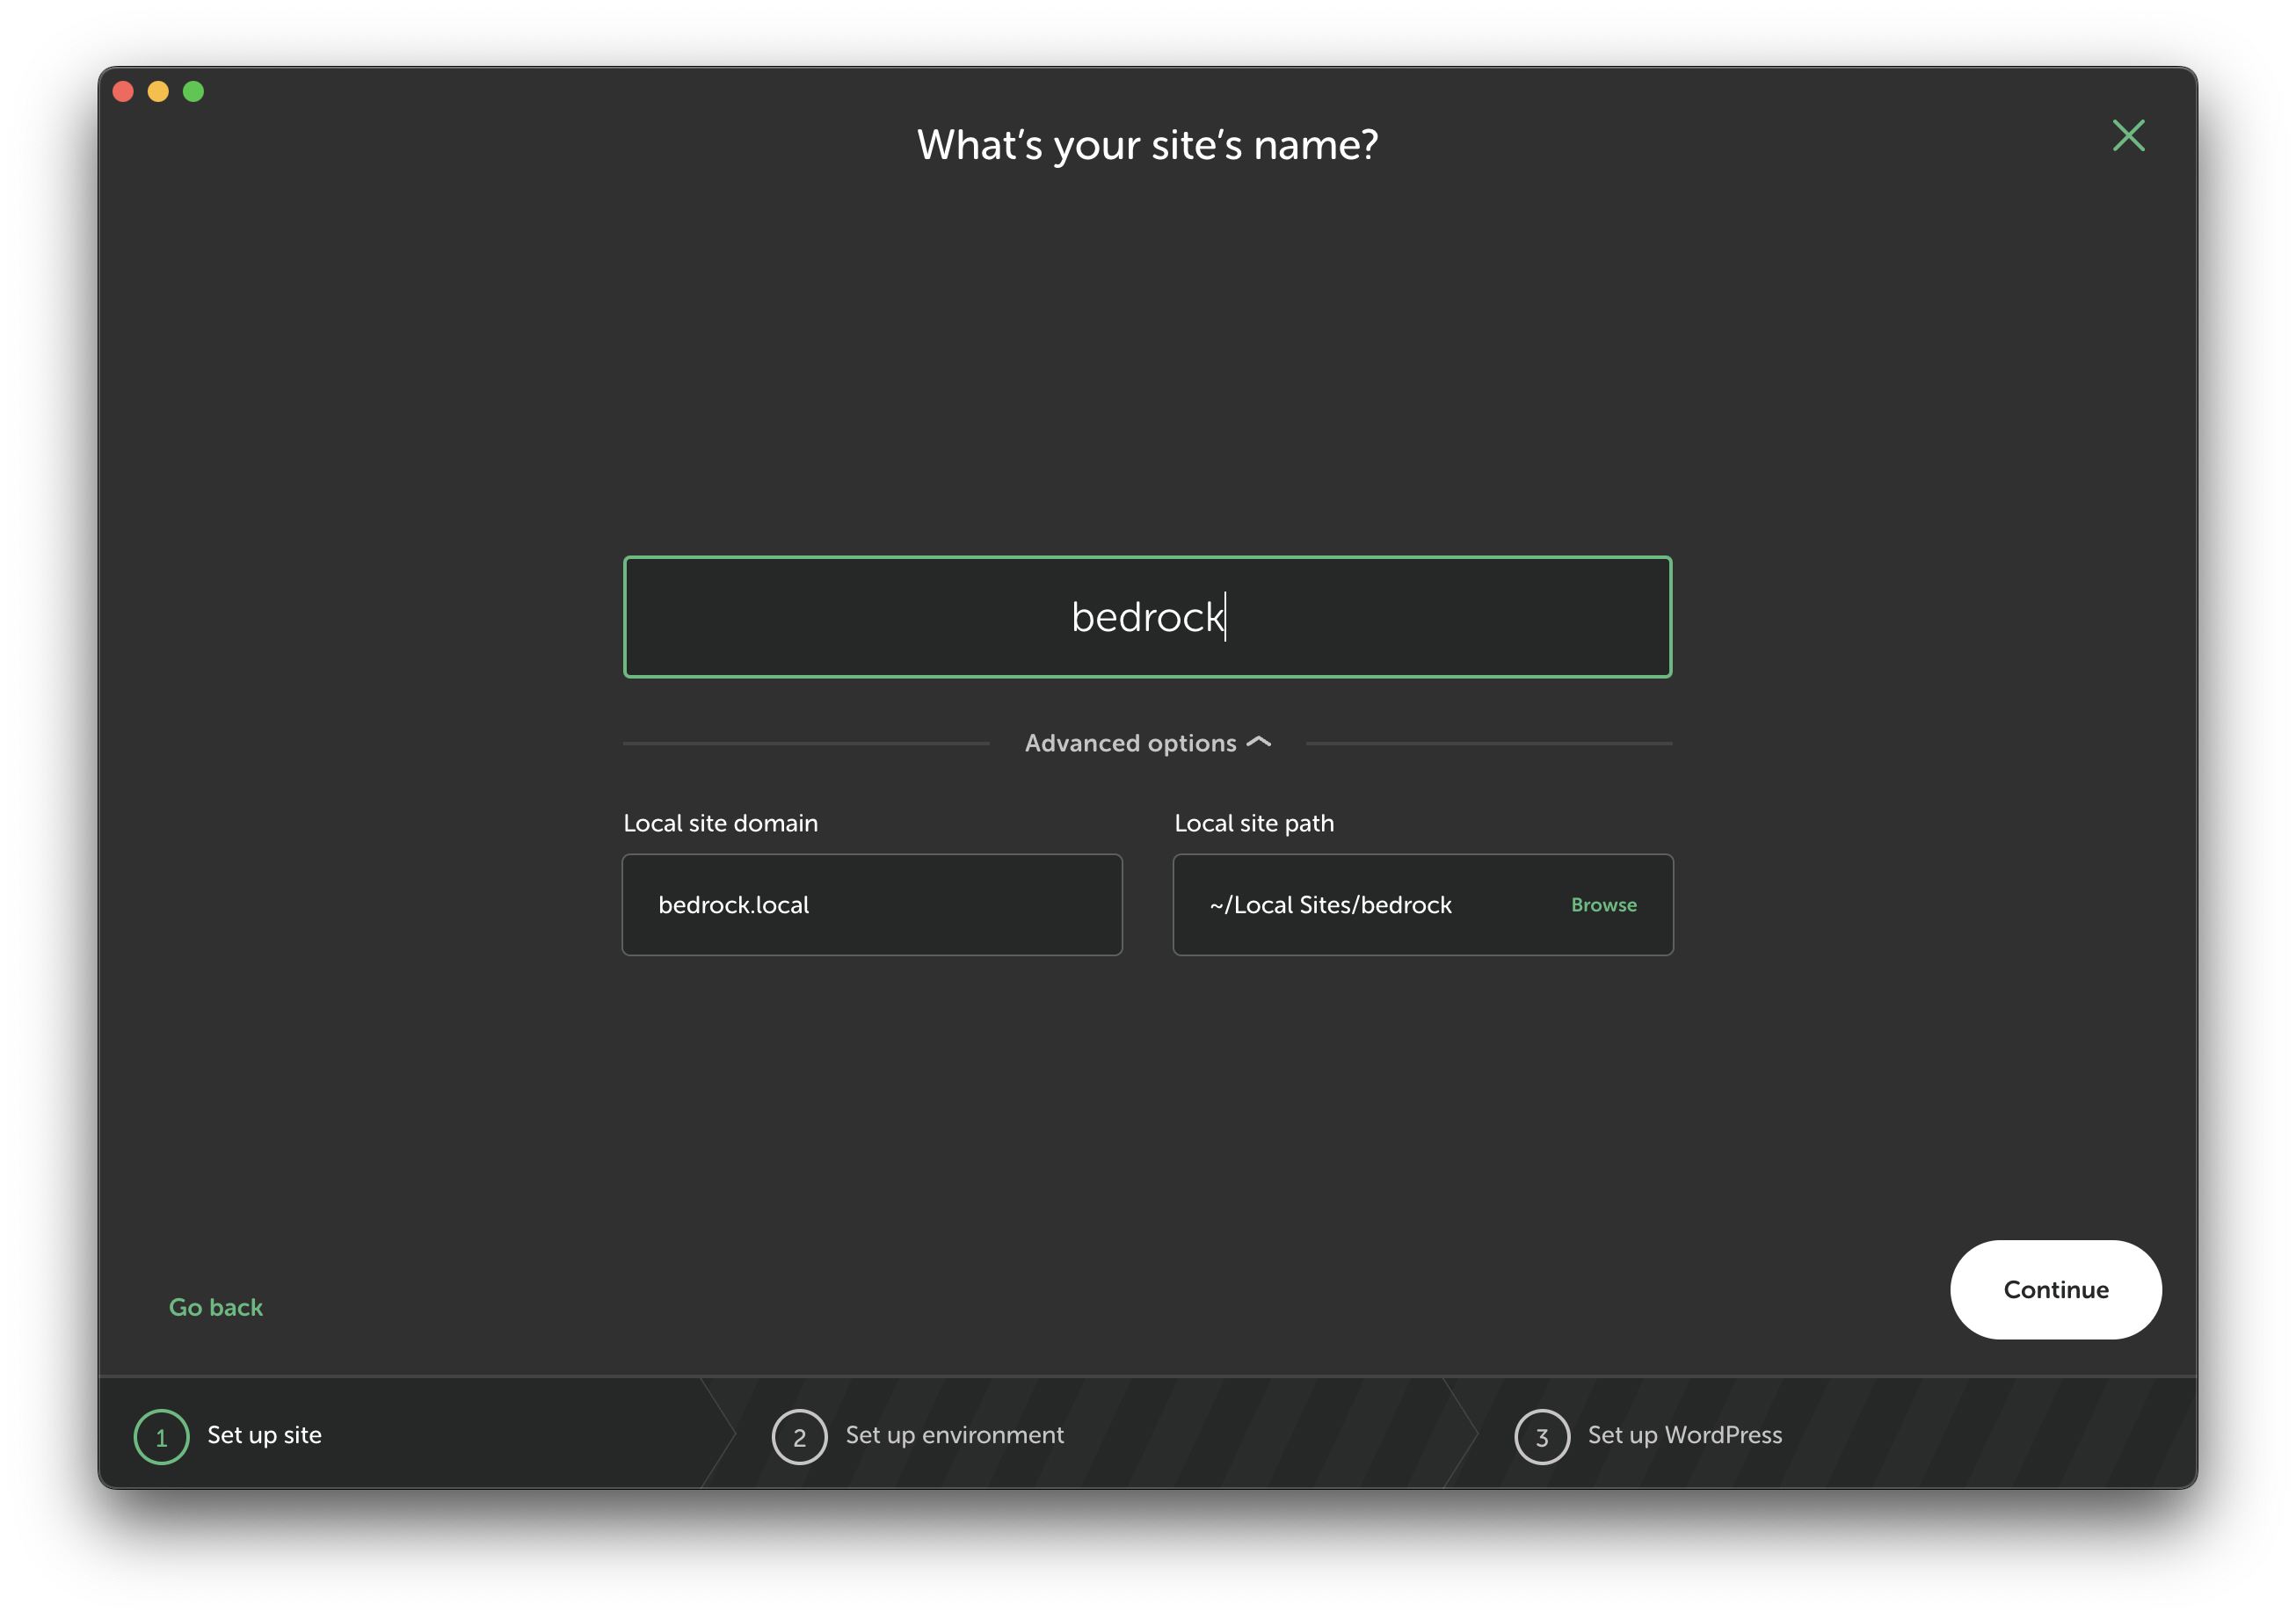 What’s your site’s name?
bedrock
Advanced options
Local site domain
Local site path
bedrock.local
~/Local Sites/bedrock
Browse
Go back
Continue
1 Set up site
2 Set up environment
3 Set up WordPress